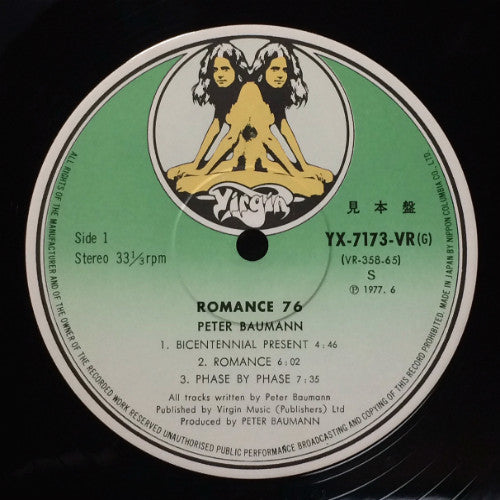 Virgin
見本盤
Side 1
Stereo 33⅓rpm
YX-7173-VR(G)
(VR-358-65)
S
Ⓟ 1977. 6
ROMANCE 76
PETER BAUMANN
1. BICENTENNIAL PRESENT 4:46
2. ROMANCE 6:02
3. PHASE BY PHASE 7:35
All tracks written by Peter Baumann
Published by Virgin Music (Publishers) Ltd
Produced by PETER BAUMANN
ALL RIGHTS OF THE MANUFACTURER AND OF THE OWNER OF THE RECORDED WORK RESERVED UNAUTHORISED PUBLIC PERFORMANCE BROADCASTING AND COPYING OF THIS RECORD PROHIBITED. MADE IN JAPAN BY NIPPON COLUMBIA CO., LTD.